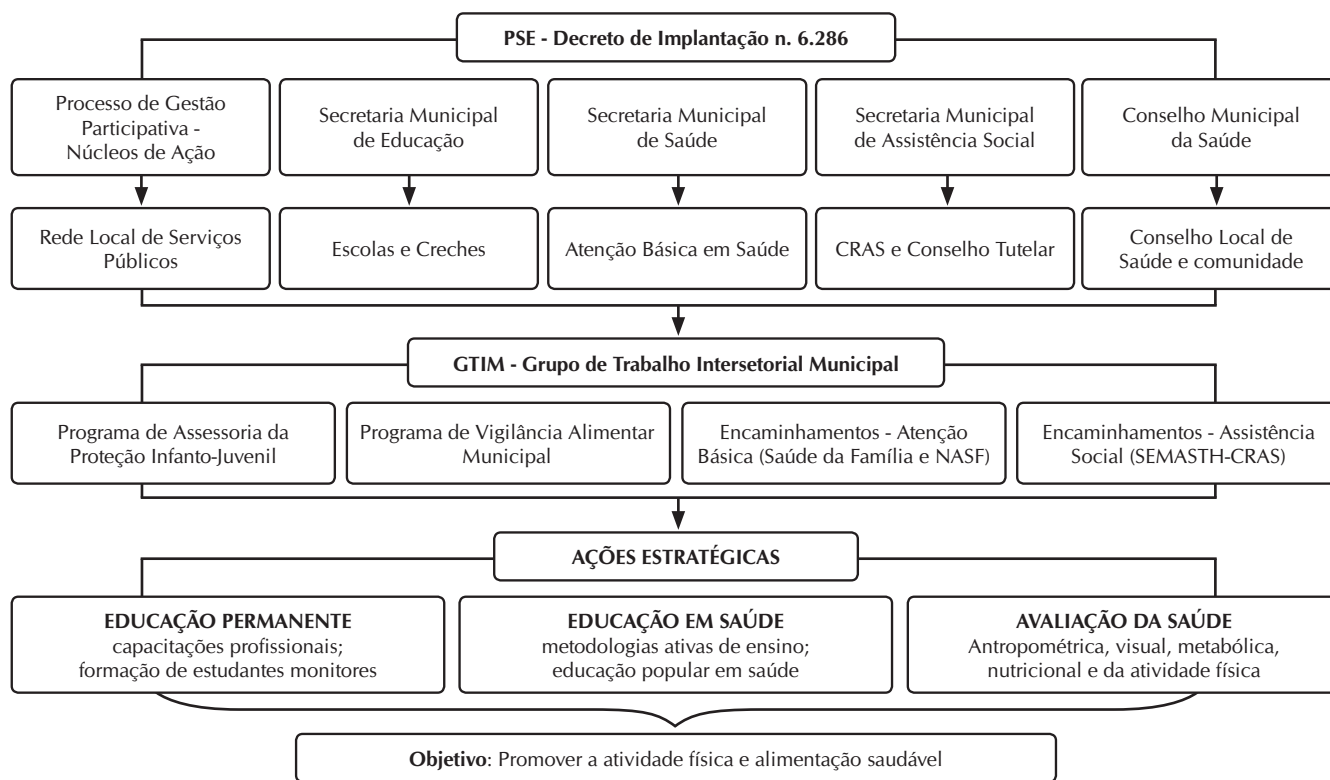 PSE - Decreto de Implantação n. 6.286
Processo de Gestão
Participativa -
Núcleos de Ação
Secretaria Municipal
de Educação
Secretaria Municipal
de Saúde
Secretaria Municipal
de Assistência Social
Conselho Municipal
da Saúde
Rede Local de Serviços
Públicos
Escolas e Creches
Atenção Básica em Saúde
CRAS e Conselho Tutelar
Conselho Local de
Saúde e comunidade
GTIM - Grupo de Trabalho Intersetorial Municipal
Programa de Assessoria da
Proteção Infanto-Juvenil
Programa de Vigilância Alimentar
Municipal
Encaminhamentos - Atenção
Básica (Saúde da Família e NASF)
Encaminhamentos - Assistência
Social (SEMASTH-CRAS)
AÇÕES ESTRATÉGICAS
EDUCAÇÃO PERMANENTE
capacitações profissionais;
formação de estudantes monitores
EDUCAÇÃO EM SAÚDE
metodologias ativas de ensino;
educação popular em saúde
AVALIAÇÃO DA SAÚDE
Antropométrica, visual, metabólica,
nutricional e da atividade física
Objetivo: Promover a atividade física e alimentação saudável